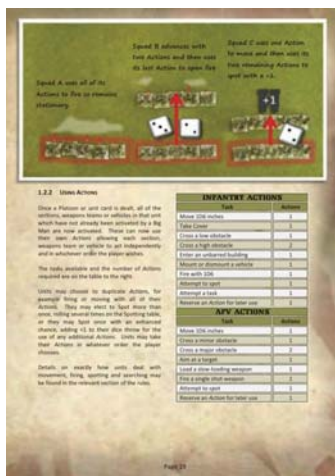 Squad B advances with
two Actions and then uses
its last Action to open fire
Squad C uses one Action
to move and then uses its
two remaining Actions to
spot with a +1.
Squad A uses all of its
Actions to fire so remains
stationary.
+1
1.2.2 USING ACTIONS
Once a Platoon or unit card is dealt, all of the
sections, weapons teams or vehicles in that unit
which have not already been activated by a Big
Man are now activated. These can now use
their own Actions allowing each section,
weapons team or vehicle to act independently
and in whichever order the player wishes.
The tasks available and the number of Actions
required are on the table to the right.
Units may choose to duplicate Actions, for
example firing or moving with all of their
Actions. They may elect to Spot more than
once, rolling several times on the Spotting table,
or they may Spot once with an enhanced
chance, adding +1 to their dice throw for the
use of any additional Actions. Units may take
their Actions in whatever order the player
chooses.
Details on exactly how units deal with
movement, firing, spotting and searching may
be found in the relevant section of the rules.
INFANTRY ACTIONS
Task Actions
Move 1D6 inches 1
Take Cover 1
Cross a low obstacle 1
Cross a high obstacle
Enter an unbarred building 1
Mount or dismount a vehicle 1
Fire with 1D6 1
Attempt to spot 1
Attempt a task 1
Reserve an Action for later use 1
AFV ACTIONS
Task Actions
Move 1D6 inches 1
Cross a minor obstacle 1
Cross a major obstacle 2
Aim at a target 1
Load a slow-loading weapon 1
Fire a single shot weapon 1
Attempt to spot 1
Reserve an Action for later use 1
Page 19